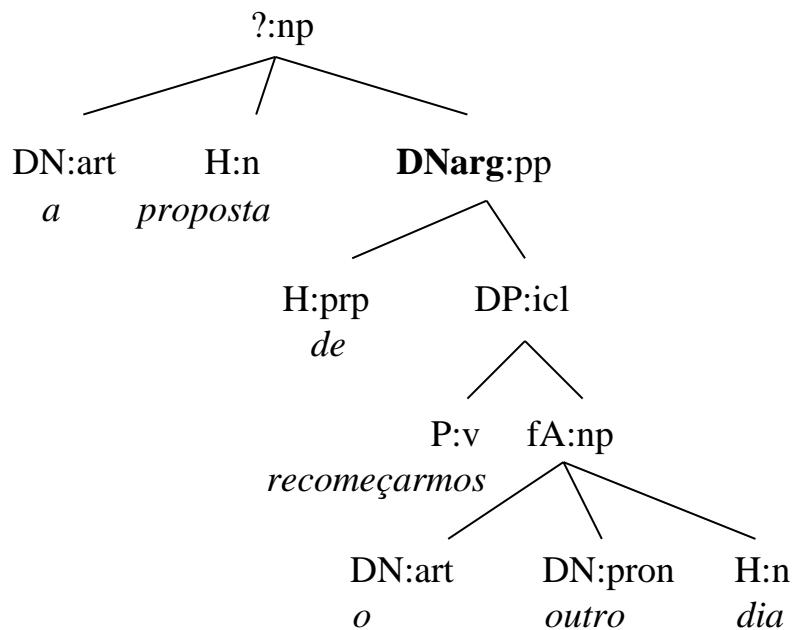 ?:np
DN:art H:n DNarg:pp
a proposta
H:prp DP:icl
de
P:v fA:np
recomeçarmos
DN:art DN:pron H:n
o outro dia